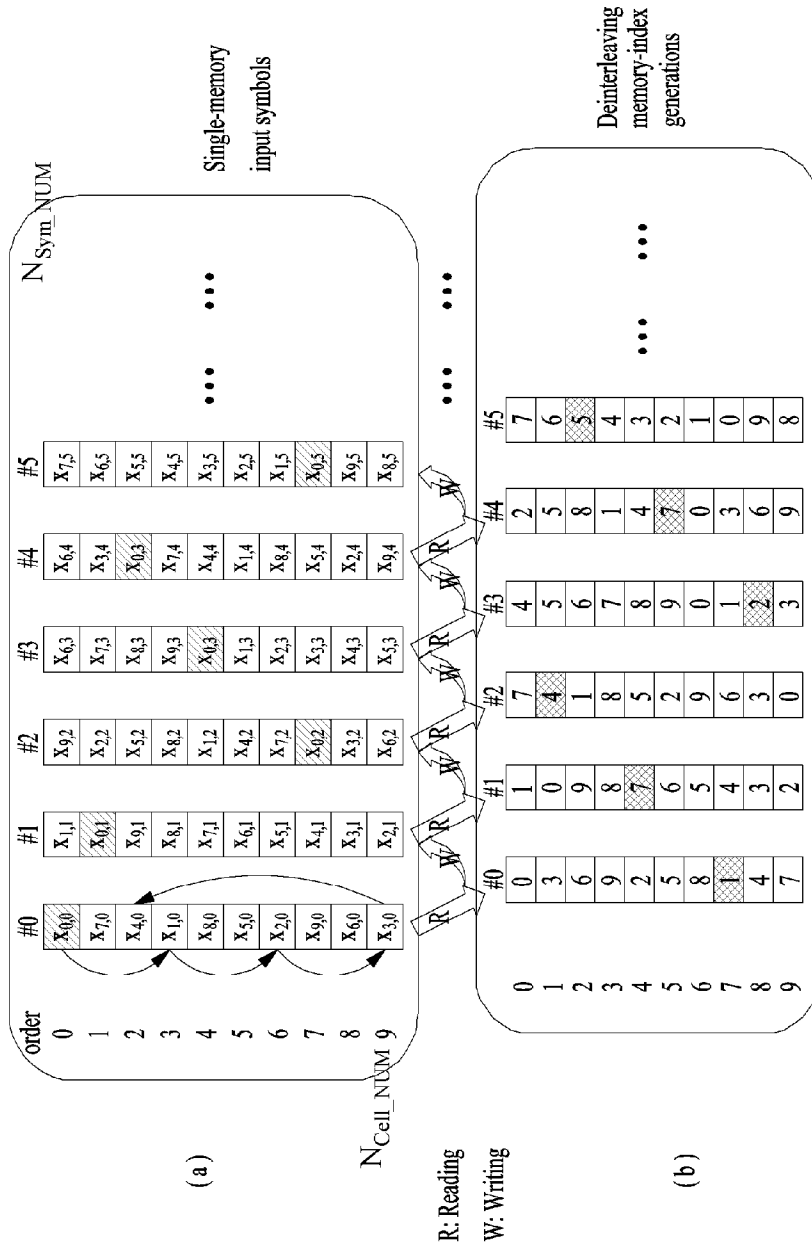 (a)
N_Sym_NUM
order #0 #1 #2 #3 #4 #5
0 X0,0 X1,1 X9,2 X6,3 X6,4 X7,5
1 X7,0 X0,1 X2,2 X7,3 X3,4 X6,5
2 X4,0 X9,1 X5,2 X8,3 X0,3 X5,5
3 X1,0 X8,1 X8,2 X9,3 X7,4 X4,5
4 X8,0 X7,1 X1,2 X0,3 X4,4 X3,5
5 X5,0 X6,1 X4,2 X1,3 X1,4 X2,5
6 X2,0 X5,1 X7,2 X2,3 X8,4 X1,5
7 X9,0 X4,1 X0,2 X3,3 X5,4 X0,5
8 X6,0 X3,1 X3,2 X4,3 X2,4 X9,5
9 X3,0 X2,1 X6,2 X5,3 X9,4 X8,5
N_Cell_NUM
Single-memory
input symbols
R W R W R W R W R W
R: Reading
W: Writing
(b)
#0 #1 #2 #3 #4 #5
0 0 1 7 4 2 7
1 3 0 4 5 5 6
2 6 9 1 6 8 5
3 9 8 8 7 1 4
4 2 7 5 8 4 3
5 5 6 2 9 7 2
6 8 5 9 0 0 1
7 1 4 6 1 3 0
8 4 3 3 2 6 9
9 7 2 0 3 9 8
Deinterleaving
memory-index
generations